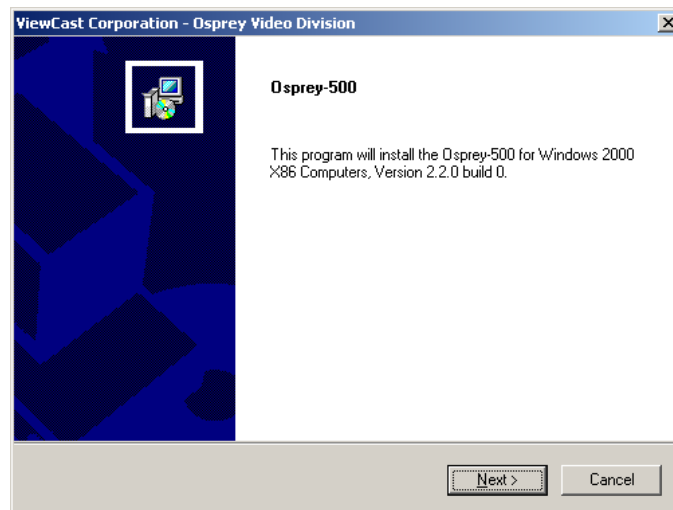 ViewCast Corporation - Osprey Video Division
Osprey-500
This program will install the Osprey-500 for Windows 2000
X86 Computers, Version 2.2.0 build 0.
Next > Cancel